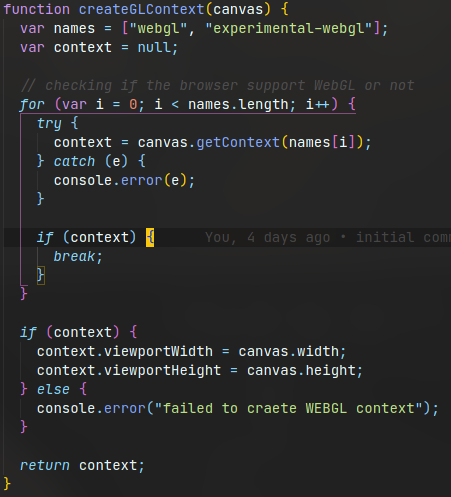 function createGLContext(canvas) {
  var names = ["webgl", "experimental-webgl"];
  var context = null;

  // checking if the browser support WebGL or not
  for (var i = 0; i < names.length; i++) {
    try {
      context = canvas.getContext(names[i]);
    } catch (e) {
      console.error(e);
    }

    if (context) { You, 4 days ago • initial
      break;
    }
  }

  if (context) {
    context.viewportWidth = canvas.width;
    context.viewportHeight = canvas.height;
  } else {
    console.error("failed to craete WEBGL context");
  }

  return context;
}